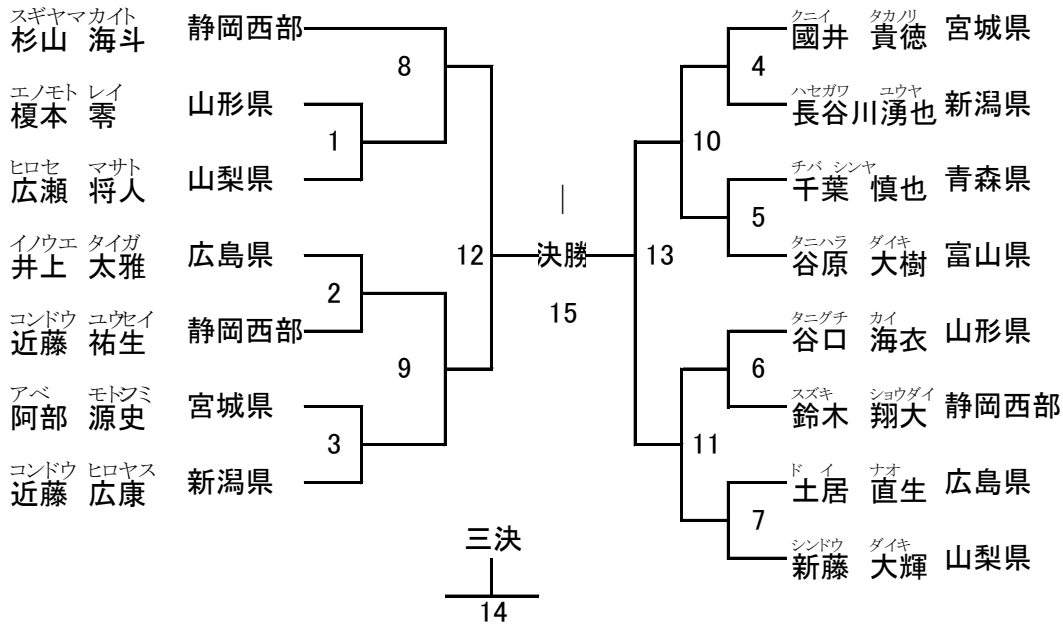 スギヤマ カイト
杉山 海斗 静岡西部
8
エノモト レイ
榎本 零 山形県
1
ヒロセ マサト
広瀬 将人 山梨県
イノウエ タイガ
井上 太雅 広島県
12
2
コンドウ ユウセイ
近藤 祐生 静岡西部
9
アベ モトフミ
阿部 源史 宮城県
3
コンドウ ヒロヤス
近藤 広康 新潟県
決勝
15
三決
14
クニイ タカノリ
國井 貴徳 宮城県
4
ハセガワ ユウヤ
長谷川湧也 新潟県
10
チバ シンヤ
千葉 慎也 青森県
5
タニハラ ダイキ
谷原 大樹 富山県
13
タニグチ カイ
谷口 海衣 山形県
6
スズキ ショウダイ
鈴木 翔大 静岡西部
11
ド イ ナオ
土居 直生 広島県
7
シンドウ ダイキ
新藤 大輝 山梨県